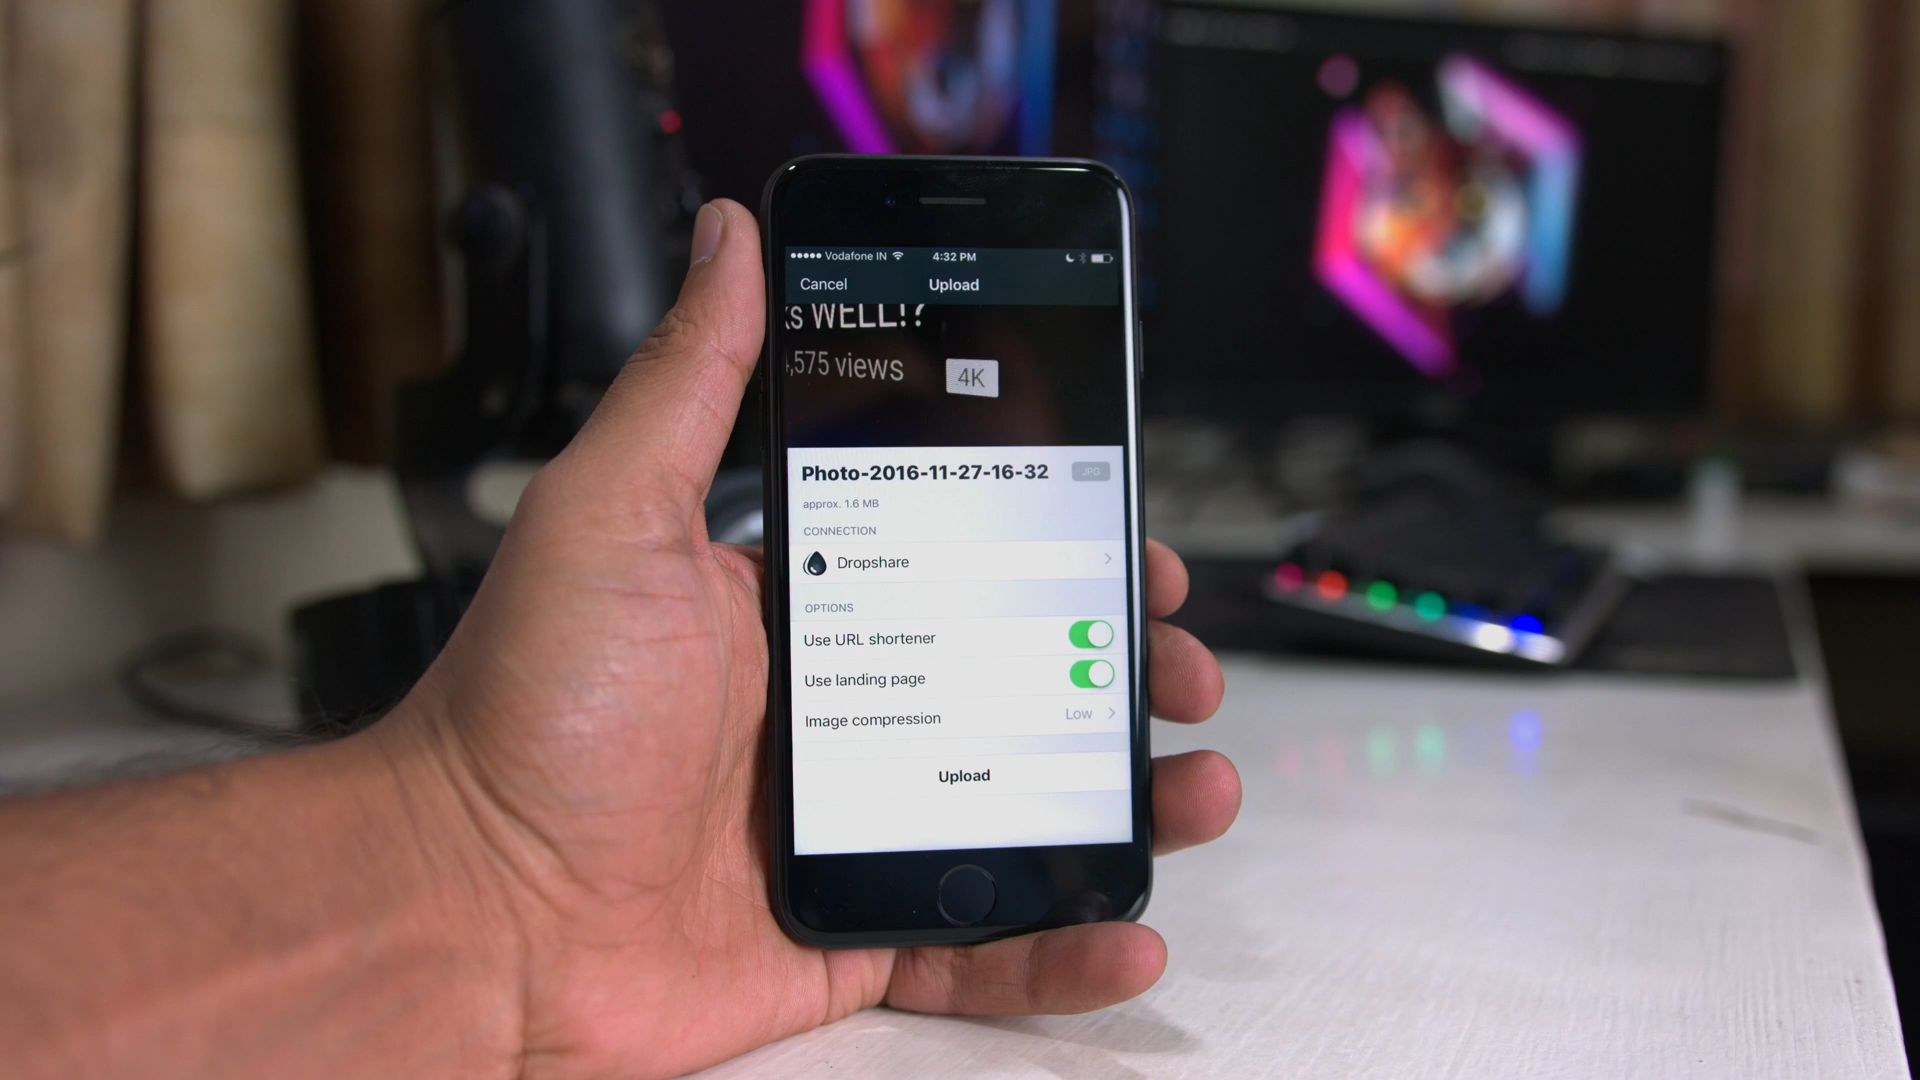 Vodafone IN 4:32 PM
Cancel Upload
ks WELL!?
,575 views 4K
Photo-2016-11-27-16-32 JPG
approx. 1.6 MB
CONNECTION
Dropshare
OPTIONS
Use URL shortener
Use landing page
Image compression Low
Upload